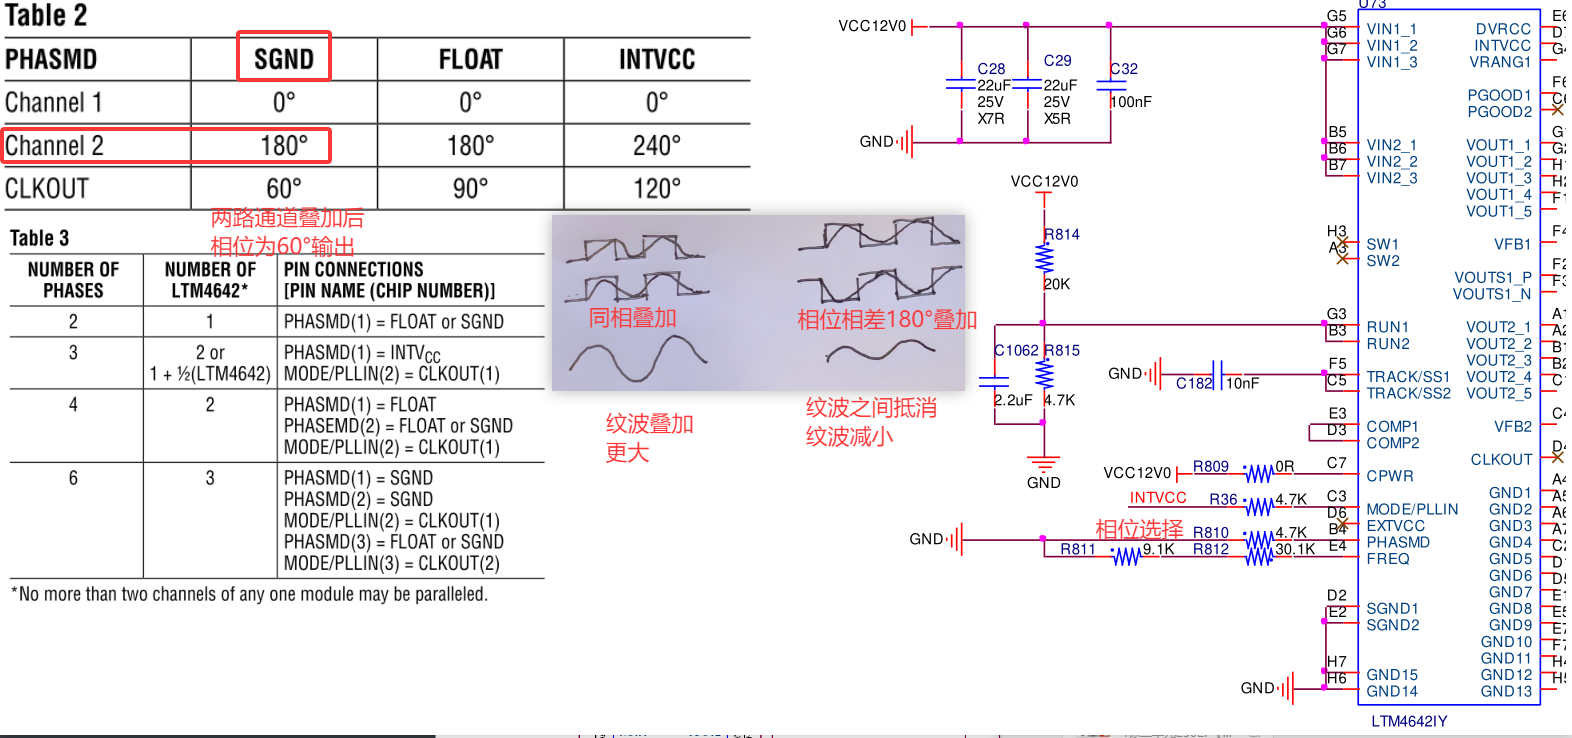 Table 2
PHASMD SGND FLOAT INTVCC
Channel 1 0° 0° 0°
Channel 2 180° 180° 240°
CLKOUT 60° 90° 120°
两路通道叠加后
相位为60°输出
Table 3
NUMBER OF PHASES NUMBER OF LTM4642* PIN CONNECTIONS [PIN NAME (CHIP NUMBER)]
2 1 PHASMD(1) = FLOAT or SGND
3 2 or 1 + ½(LTM4642) PHASMD(1) = INTVCC
MODE/PLLIN(2) = CLKOUT(1)
4 2 PHASMD(1) = FLOAT
PHASEMD(2) = FLOAT or SGND
MODE/PLLIN(2) = CLKOUT(1)
6 3 PHASMD(1) = SGND
PHASMD(2) = SGND
MODE/PLLIN(2) = CLKOUT(1)
PHASMD(3) = FLOAT or SGND
MODE/PLLIN(3) = CLKOUT(2)
*No more than two channels of any one module may be paralleled.
同相叠加
相位相差180°叠加
纹波叠加
更大
纹波之间抵消
纹波减小
VCC12V0
C28
22uF
25V
X7R
C29
22uF
25V
X5R
C32
100nF
GND
VCC12V0
R814
20K
C1062
2.2uF
R815
4.7K
GND
GND
C182
10nF
VCC12V0
R809
0R
INTVCC
R36
4.7K
相位选择
GND
R810
4.7K
R811
9.1K
R812
30.1K
GND
U73
G5 VIN1_1
G6 VIN1_2
G7 VIN1_3
B5 VIN2_1
B6 VIN2_2
B7 VIN2_3
H3 SW1
A3 SW2
G3 RUN1
B3 RUN2
F5 TRACK/SS1
C5 TRACK/SS2
E3 COMP1
D3 COMP2
C7 CPWR
C3 MODE/PLLIN
D6 EXTVCC
B4 PHASMD
E4 FREQ
D2 SGND1
E2 SGND2
H7 GND15
H6 GND14
DVRCC
INTVCC
VRANG1
PGOOD1
PGOOD2
VOUT1_1
VOUT1_2
VOUT1_3
VOUT1_4
VOUT1_5
VFB1
VOUTS1_P
VOUTS1_N
VOUT2_1
VOUT2_2
VOUT2_3
VOUT2_4
VOUT2_5
VFB2
CLKOUT
GND1
GND2
GND3
GND4
GND5
GND6
GND7
GND8
GND9
GND10
GND11
GND12
GND13
LTM4642IY